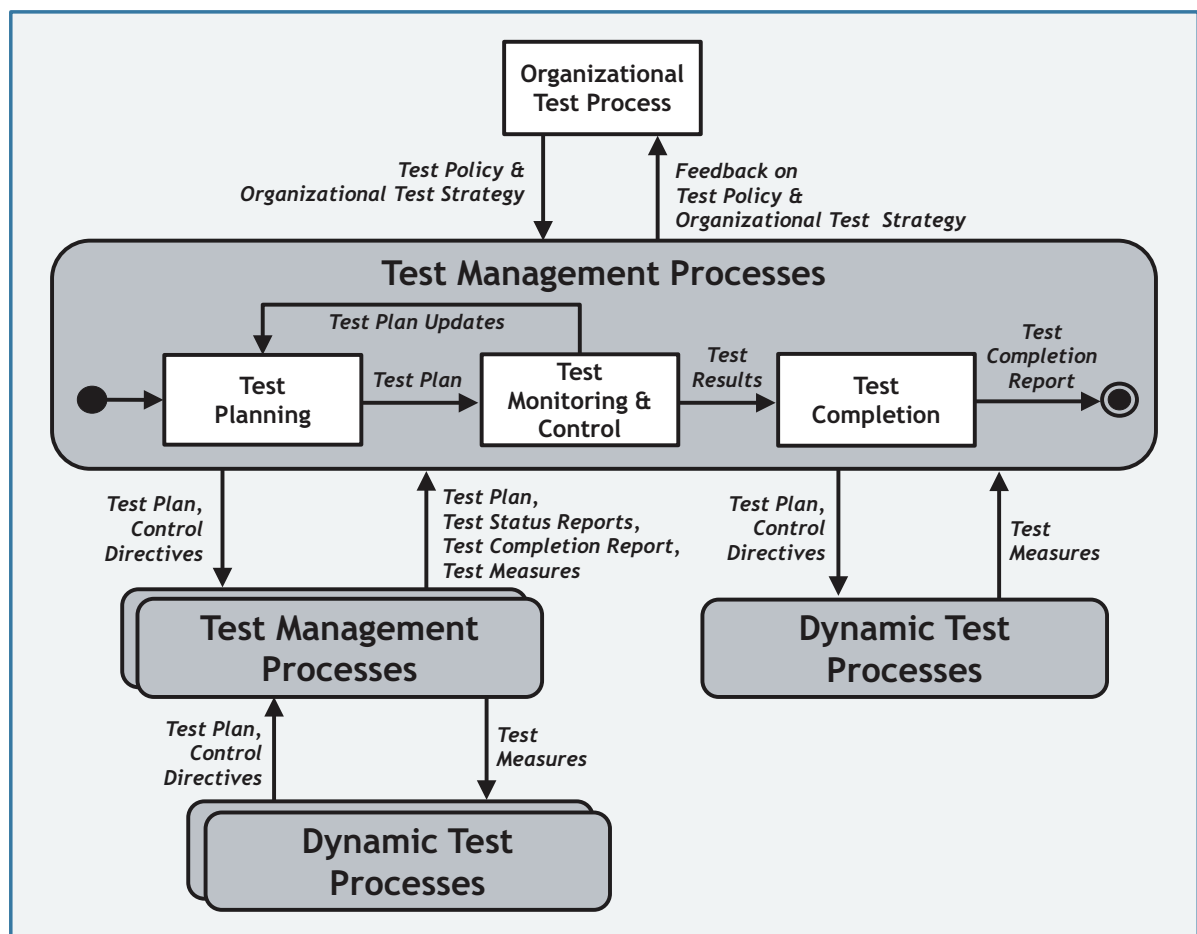 Organizational
Test Process
Test Policy &
Organizational Test Strategy
Feedback on
Test Policy &
Organizational Test Strategy
Test Management Processes
Test Plan Updates
Test
Planning
Test Plan
Test
Monitoring &
Control
Test
Results
Test
Completion
Test
Completion
Report
Test Plan,
Control
Directives
Test Plan,
Test Status Reports,
Test Completion Report,
Test Measures
Test Plan,
Control
Directives
Test
Measures
Test Management
Processes
Dynamic Test
Processes
Test Plan,
Control
Directives
Test
Measures
Dynamic Test
Processes